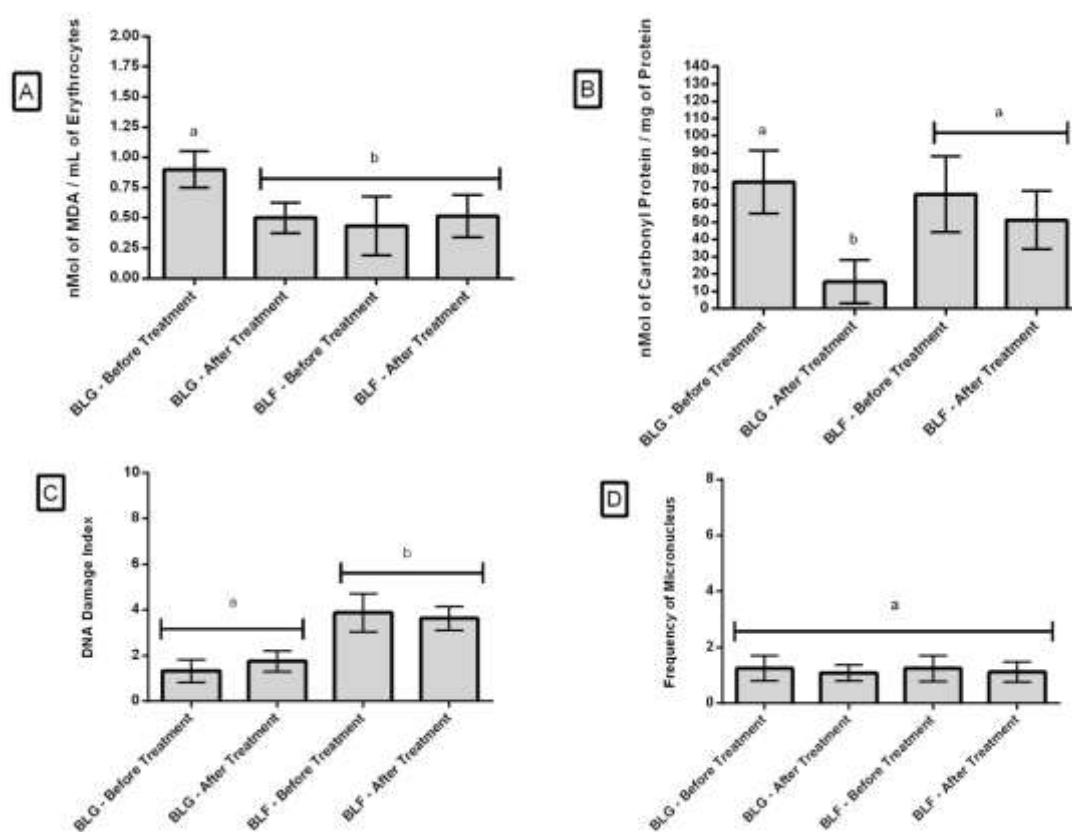 A
nMol of MDA / mL of Erythrocytes
2.00
1.75
1.50
1.25
1.00
0.75
0.50
0.25
0.00
a
b
BLG - Before Treatment
BLG - After Treatment
BLF - Before Treatment
BLF - After Treatment
B
nMol of Carbonyl Protein / mg of Protein
140
130
120
110
100
90
80
70
60
50
40
30
20
10
0
a
b
a
BLG - Before Treatment
BLG - After Treatment
BLF - Before Treatment
BLF - After Treatment
C
DNA Damage Index
10
8
6
4
2
0
a
b
BLG - Before Treatment
BLG - After Treatment
BLF - Before Treatment
BLF - After Treatment
D
Frequency of Micronucleus
8
6
4
2
0
a
BLG - Before Treatment
BLG - After Treatment
BLF - Before Treatment
BLF - After Treatment